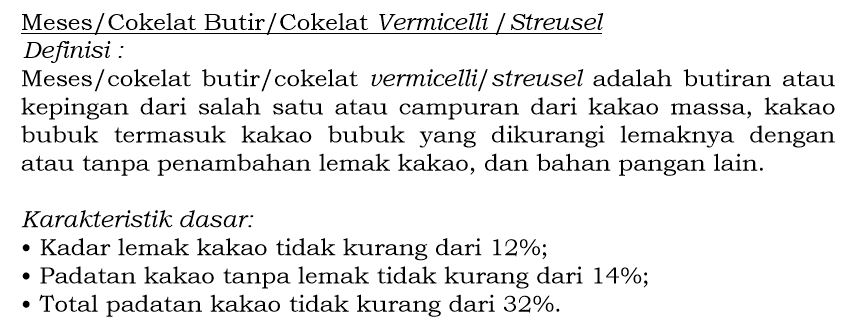 Meses/Cokelat Butir/Cokelat Vermicelli / Streusel
Definisi :
Meses/cokelat butir/cokelat vermicelli/streusel adalah butiran atau
kepingan dari salah satu atau campuran dari kakao massa, kakao
bubuk termasuk kakao bubuk yang dikurangi lemaknya dengan
atau tanpa penambahan lemak kakao, dan bahan pangan lain.
Karakteristik dasar:
• Kadar lemak kakao tidak kurang dari 12%;
• Padatan kakao tanpa lemak tidak kurang dari 14%;
• Total padatan kakao tidak kurang dari 32%.